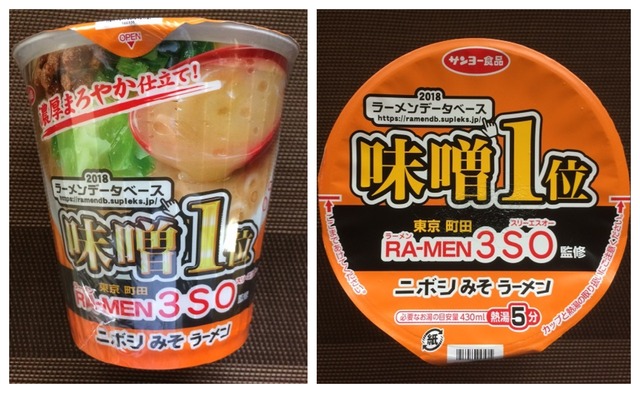 OPEN
濃厚まろやか仕立て!
2018
ラーメンデータベース
https://ramendb.supleks.jp/
味噌1位
東京 町田
RA-MEN 3SO
ニボシ みそ ラーメン
サンヨー食品
2018
ラーメンデータベース
https://ramendb.supleks.jp/
味噌1位
東京 町田
スリーエスオー
ラーメン
RA-MEN 3SO 監修
ニボシ みそ ラーメン
必要なお湯の目安量 430ml 熱湯5分
紙